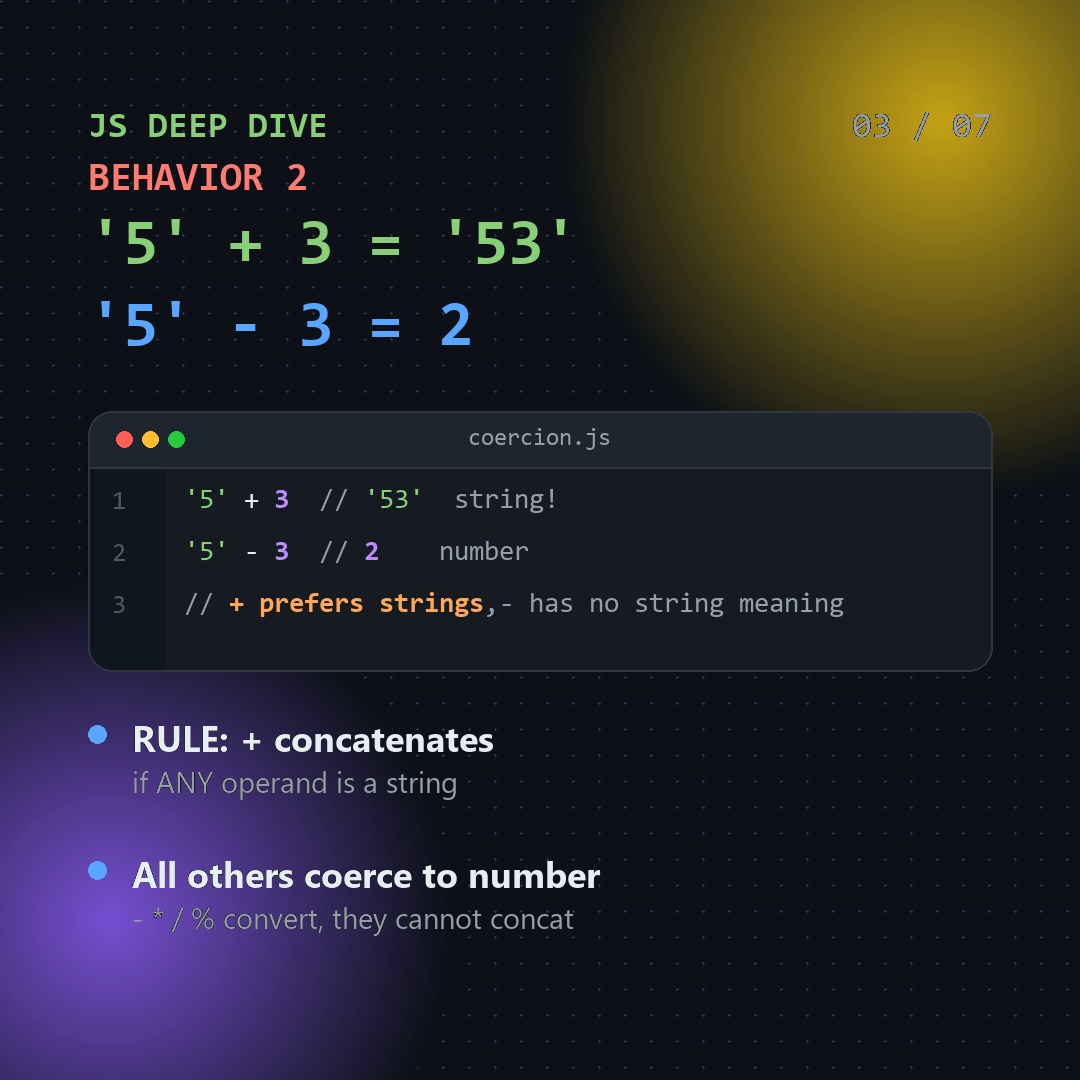 JS DEEP DIVE
03 / 07
BEHAVIOR 2
'5' + 3 = '53'
'5' - 3 = 2
coercion.js
1 '5' + 3 // '53' string!
2 '5' - 3 // 2 number
3 // + prefers strings,- has no string meaning
RULE: + concatenates
if ANY operand is a string
All others coerce to number
- * / % convert, they cannot concat